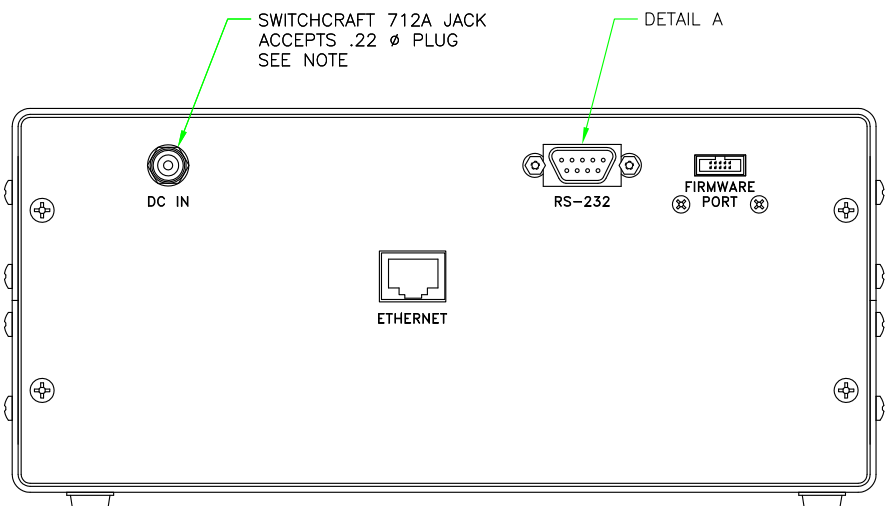 SWITCHCRAFT 712A JACK
ACCEPTS .22 ø PLUG
SEE NOTE
DETAIL A
DC IN
RS-232
FIRMWARE
PORT
ETHERNET